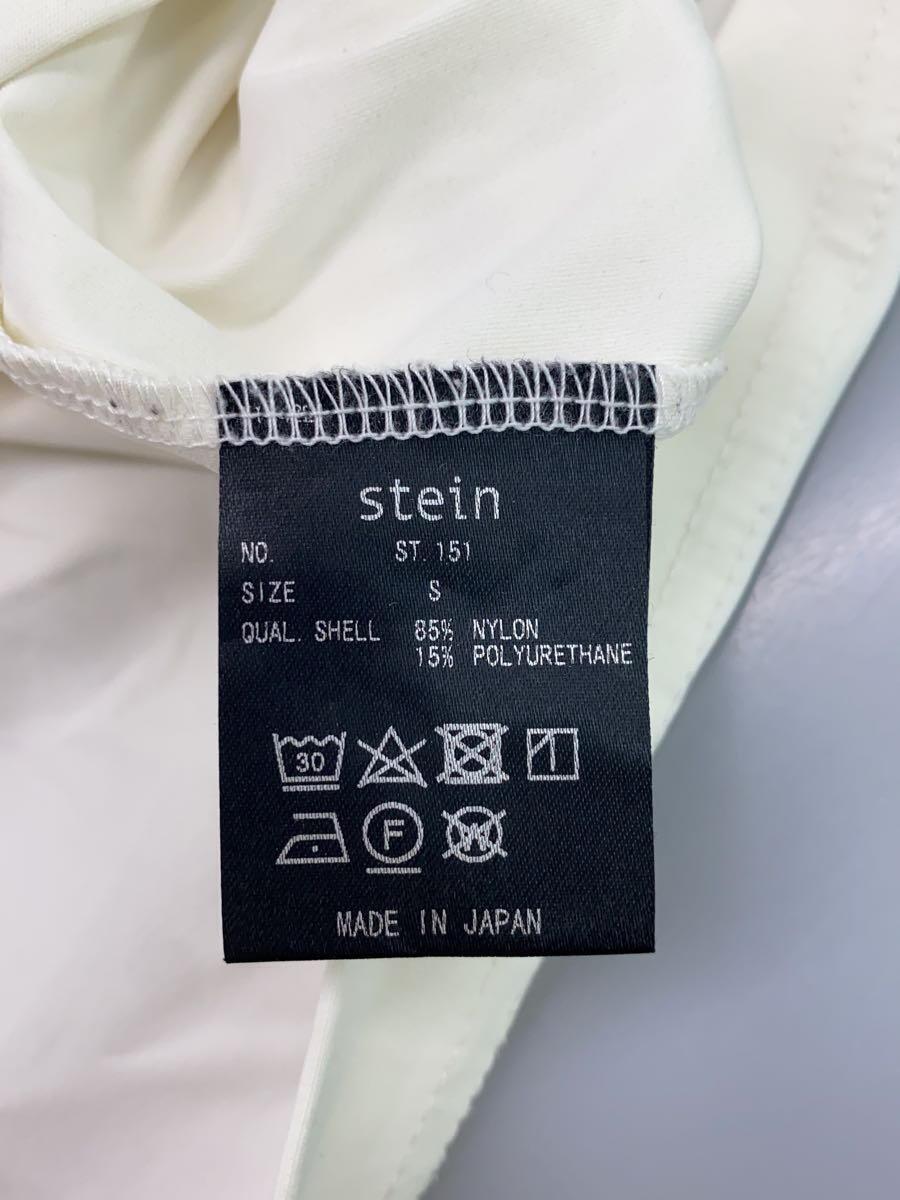 stein
NO. ST.151
SIZE S
QUAL. SHELL 85% NYLON
15% POLYURETHANE
30
F
W
MADE IN JAPAN